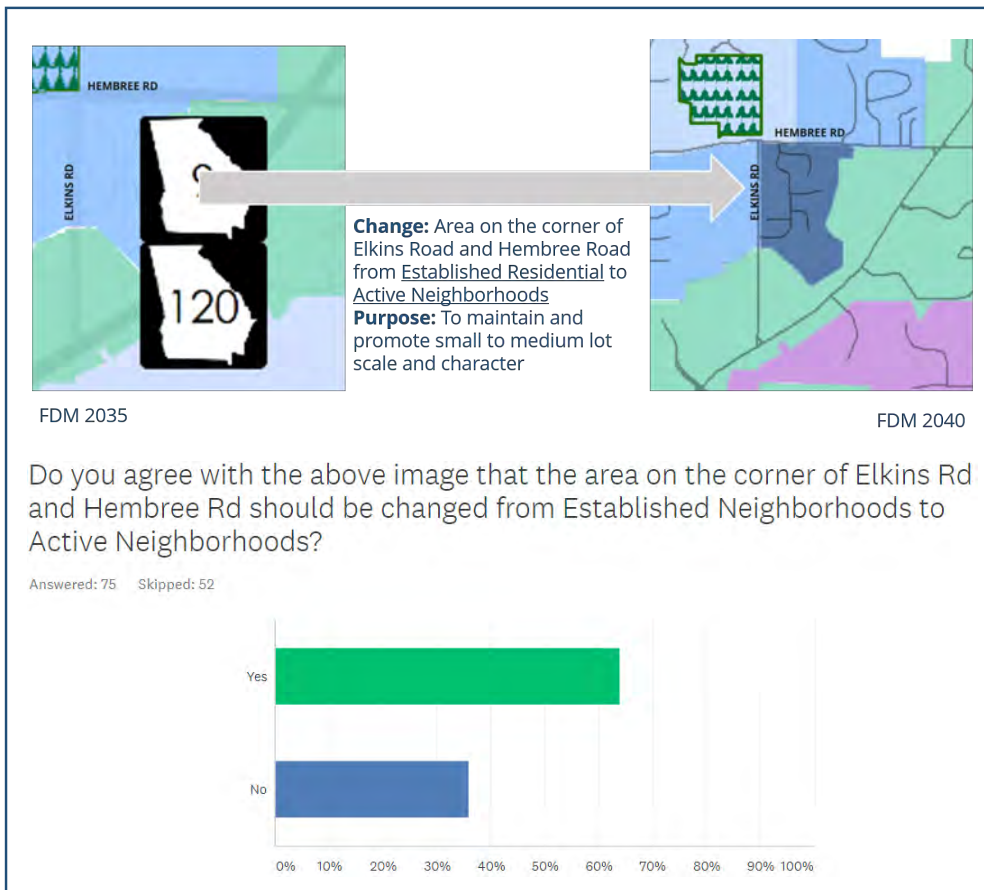 HEMBREE RD
ELKINS RD
9
120
Change: Area on the corner of
Elkins Road and Hembree Road
from Established Residential to
Active Neighborhoods
Purpose: To maintain and
promote small to medium lot
scale and character
HEMBREE RD
ELKINS RD
FDM 2035
FDM 2040
Do you agree with the above image that the area on the corner of Elkins Rd
and Hembree Rd should be changed from Established Neighborhoods to
Active Neighborhoods?
Answered: 75 Skipped: 52
Yes
No
0% 10% 20% 30% 40% 50% 60% 70% 80% 90% 100%